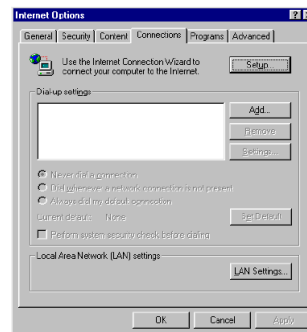 Internet Options
General Security Content Connections Programs Advanced
Use the Internet Connection Wizard to
connect your computer to the Internet.
Setup...
Dial-up settings
Add...
Remove
Settings...
Never dial a connection
Dial whenever a network connection is not present
Always dial my default connection
Current default: None
Set Default
Perform system security check before dialing
Local Area Network (LAN) settings
LAN Settings...
OK Cancel Apply